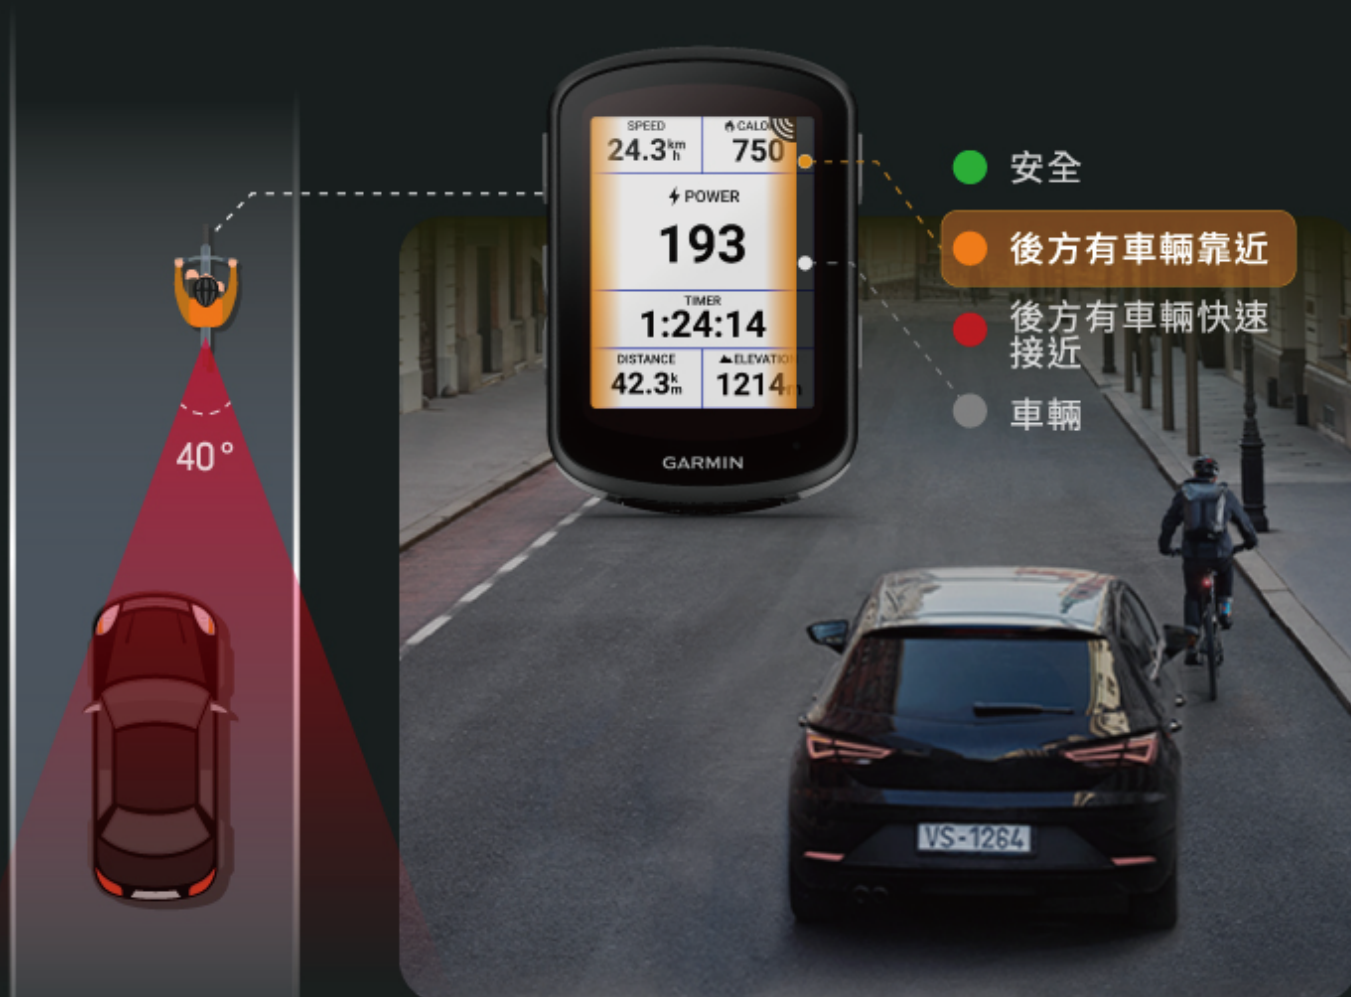 SPEED
24.3 km/h
CALO
750
POWER
193
TIMER
1:24:14
DISTANCE
42.3 km
ELEVATIO
1214m
GARMIN
40°
安全
後方有車輛靠近
後方有車輛快速
接近
車輛
VS-1264